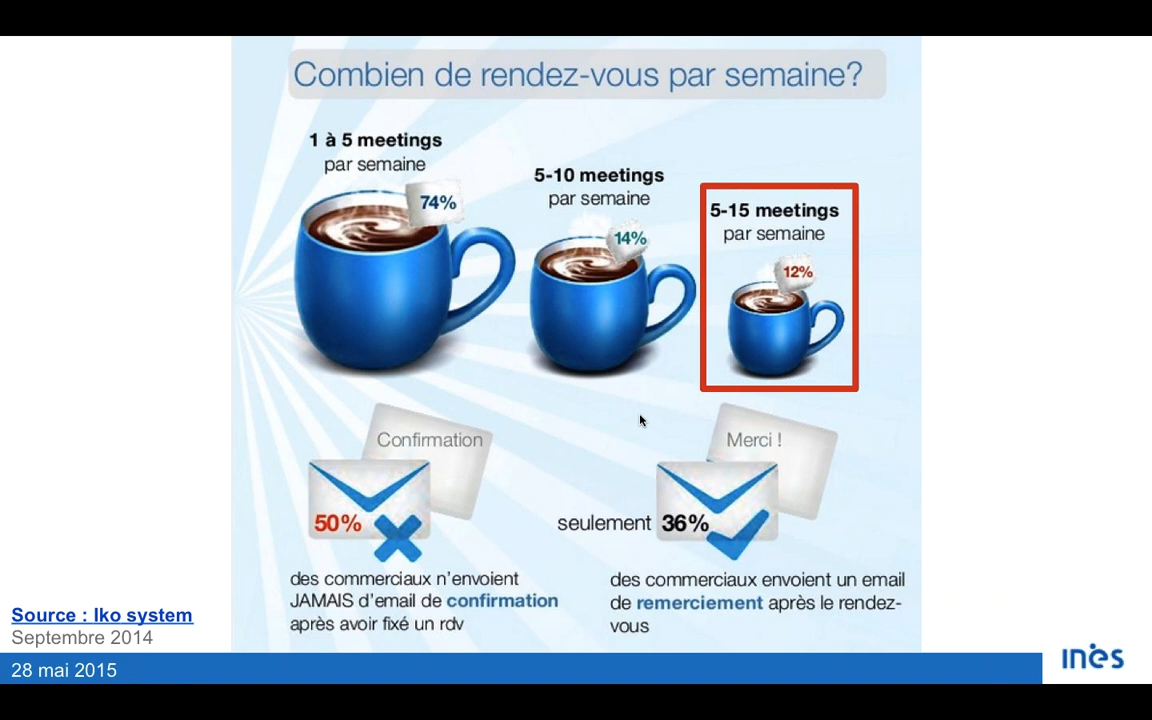 Combien de rendez-vous par semaine?
1 à 5 meetings
par semaine
74%
5-10 meetings
par semaine
14%
5-15 meetings
par semaine
12%
Confirmation
50%
des commerciaux n'envoient
JAMAIS d'email de confirmation
après avoir fixé un rdv
Merci !
seulement 36%
des commerciaux envoient un email
de remerciement après le rendez-
vous
Source : Iko system
Septembre 2014
28 mai 2015
inès